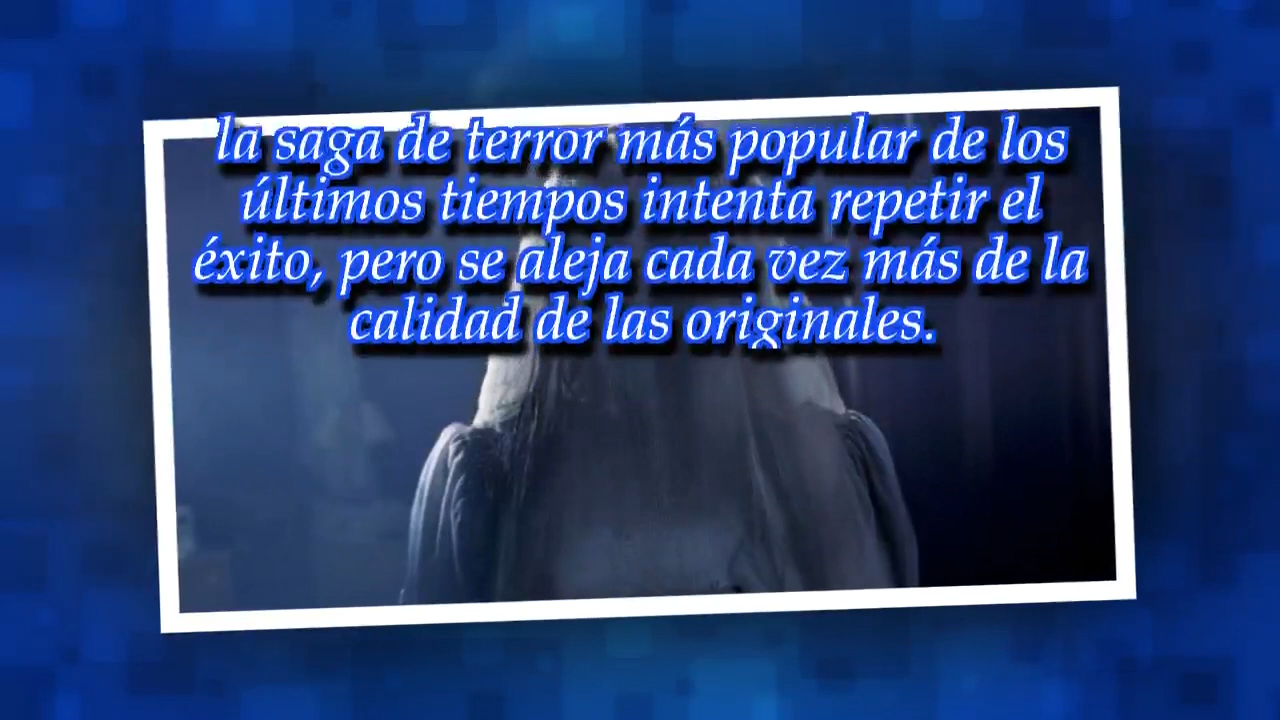 la saga de terror más popular de los
últimos tiempos intenta repetir el
éxito, pero se aleja cada vez más de la
calidad de las originales.